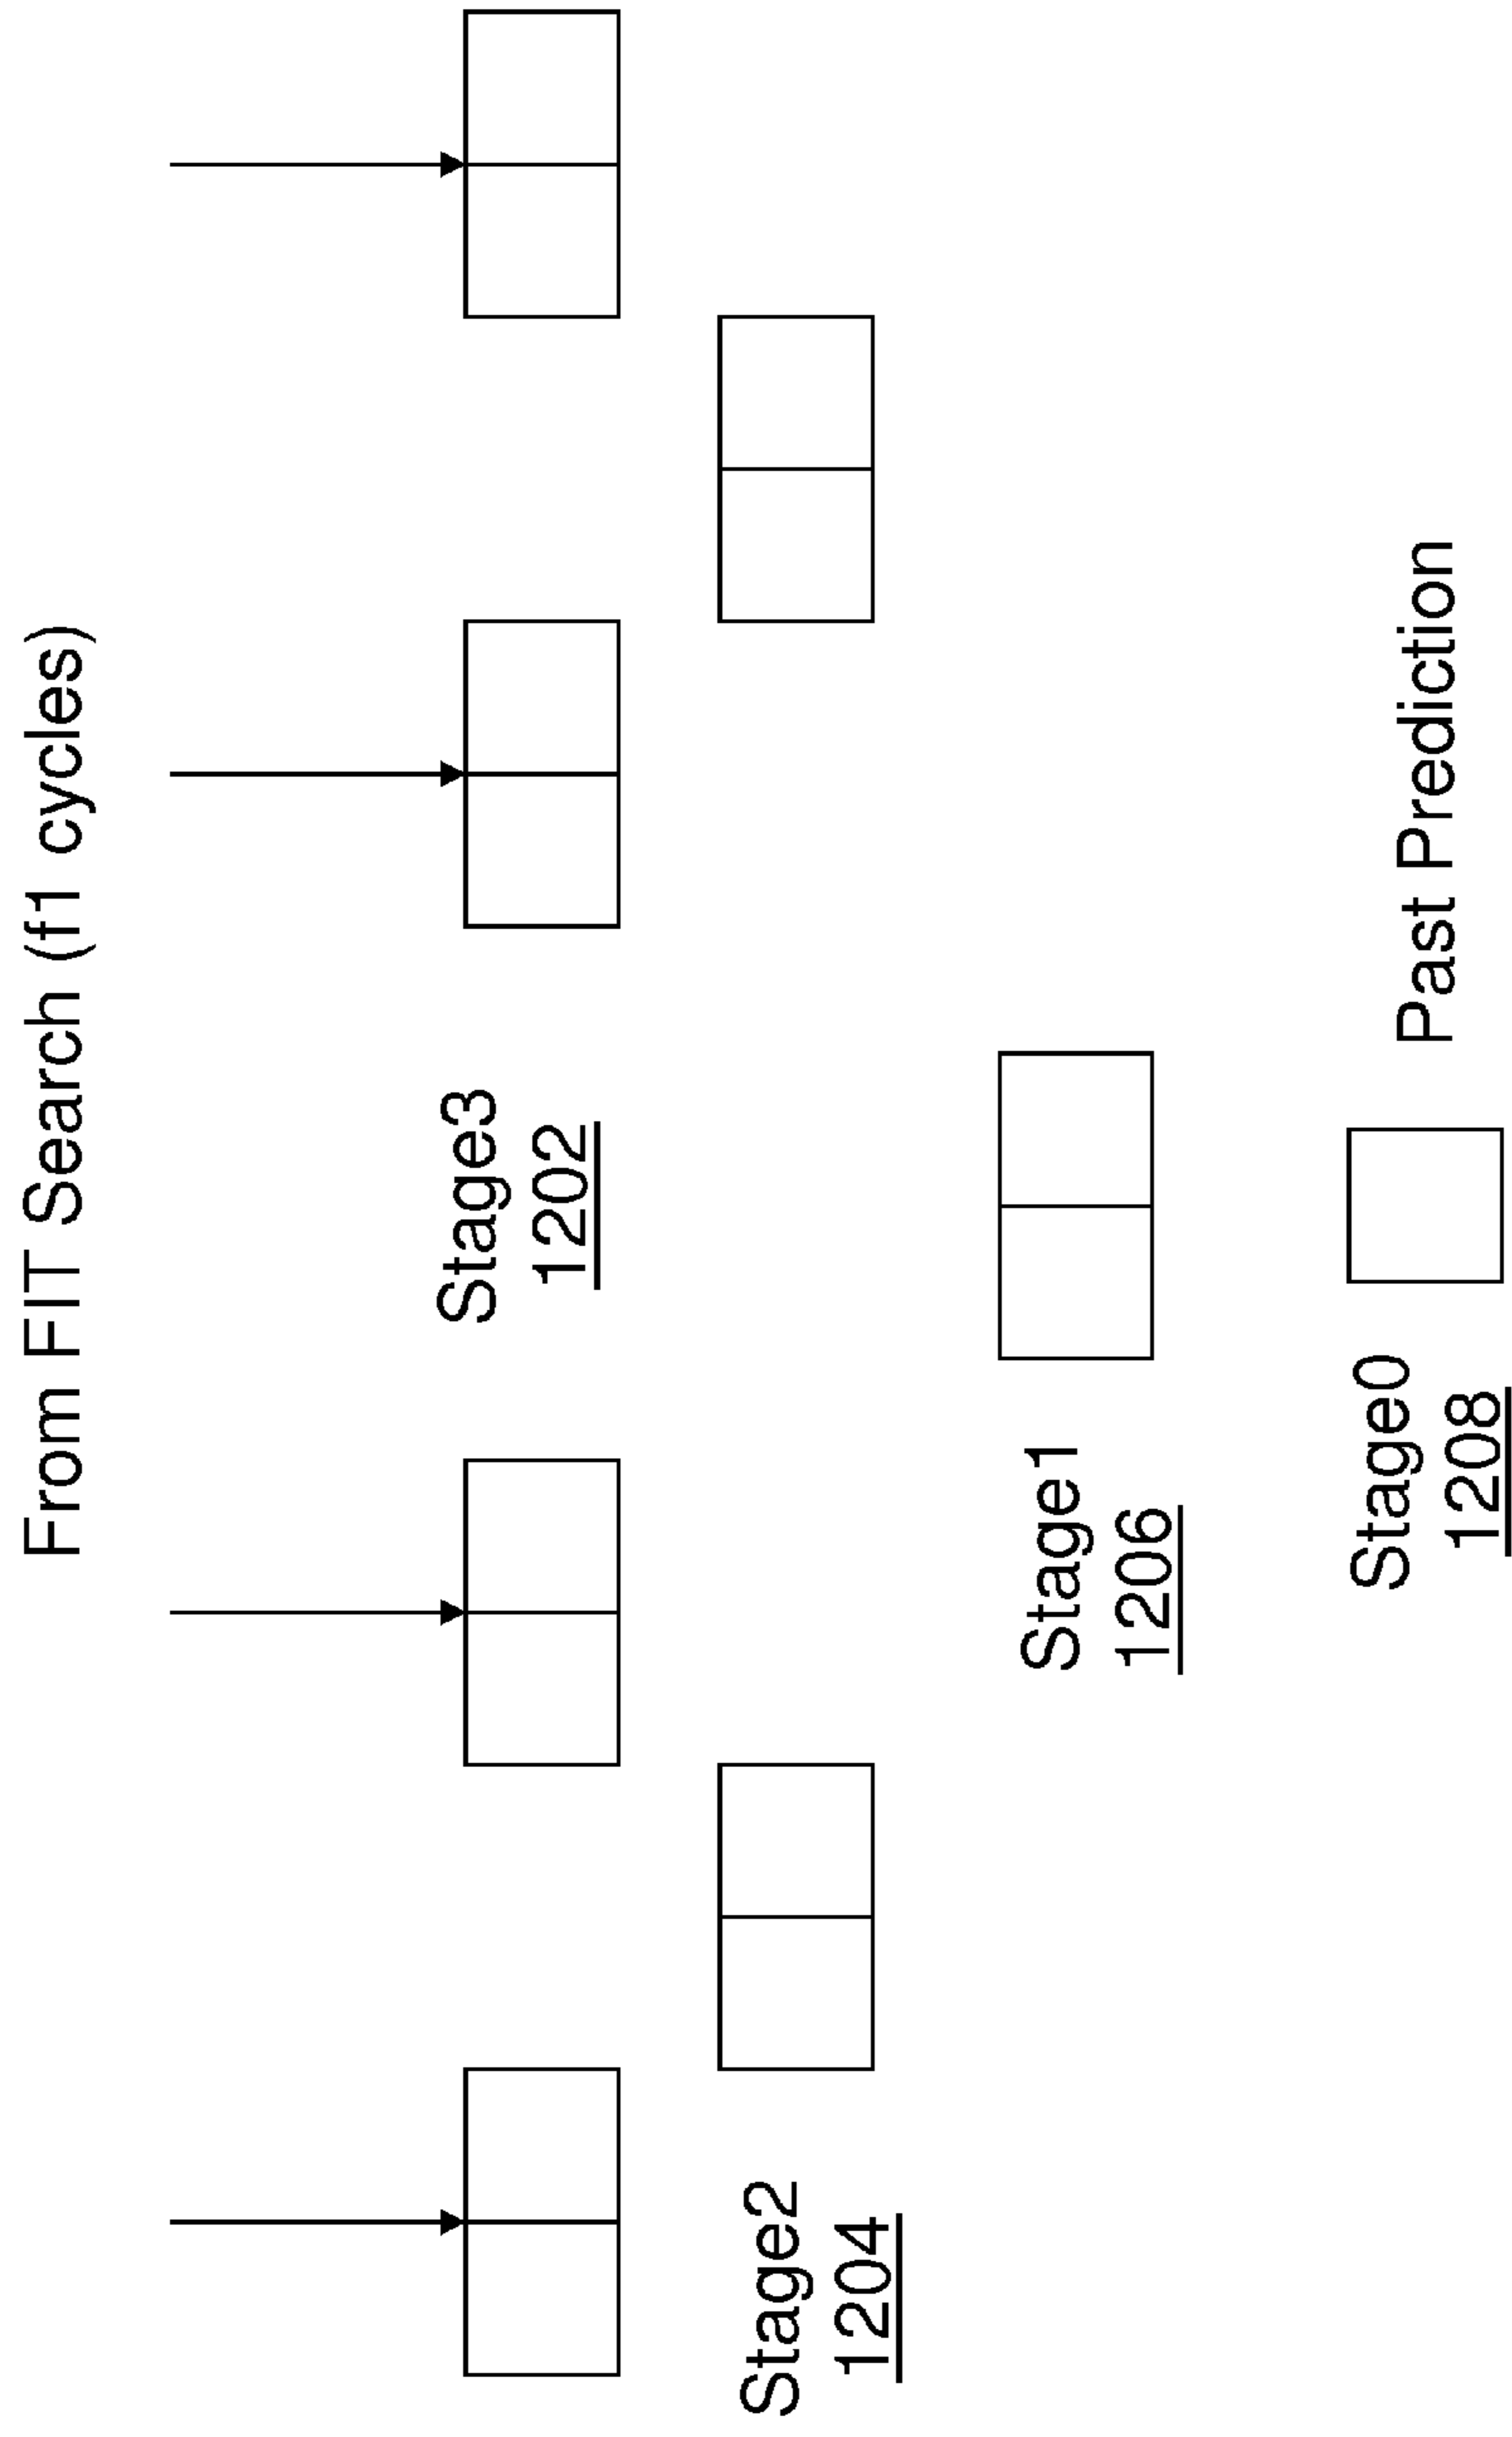 From FIT Search (f1 cycles)
Stage3
1202
Stage2
1204
Stage1
1206
Stage0
1208
Past Prediction